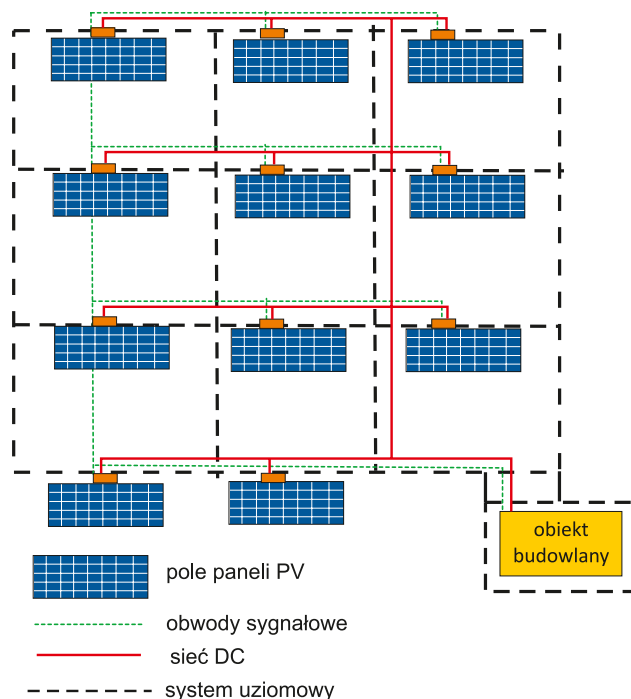 obiekt
budowlany
pole paneli PV
obwody sygnałowe
sieć DC
system uziomowy